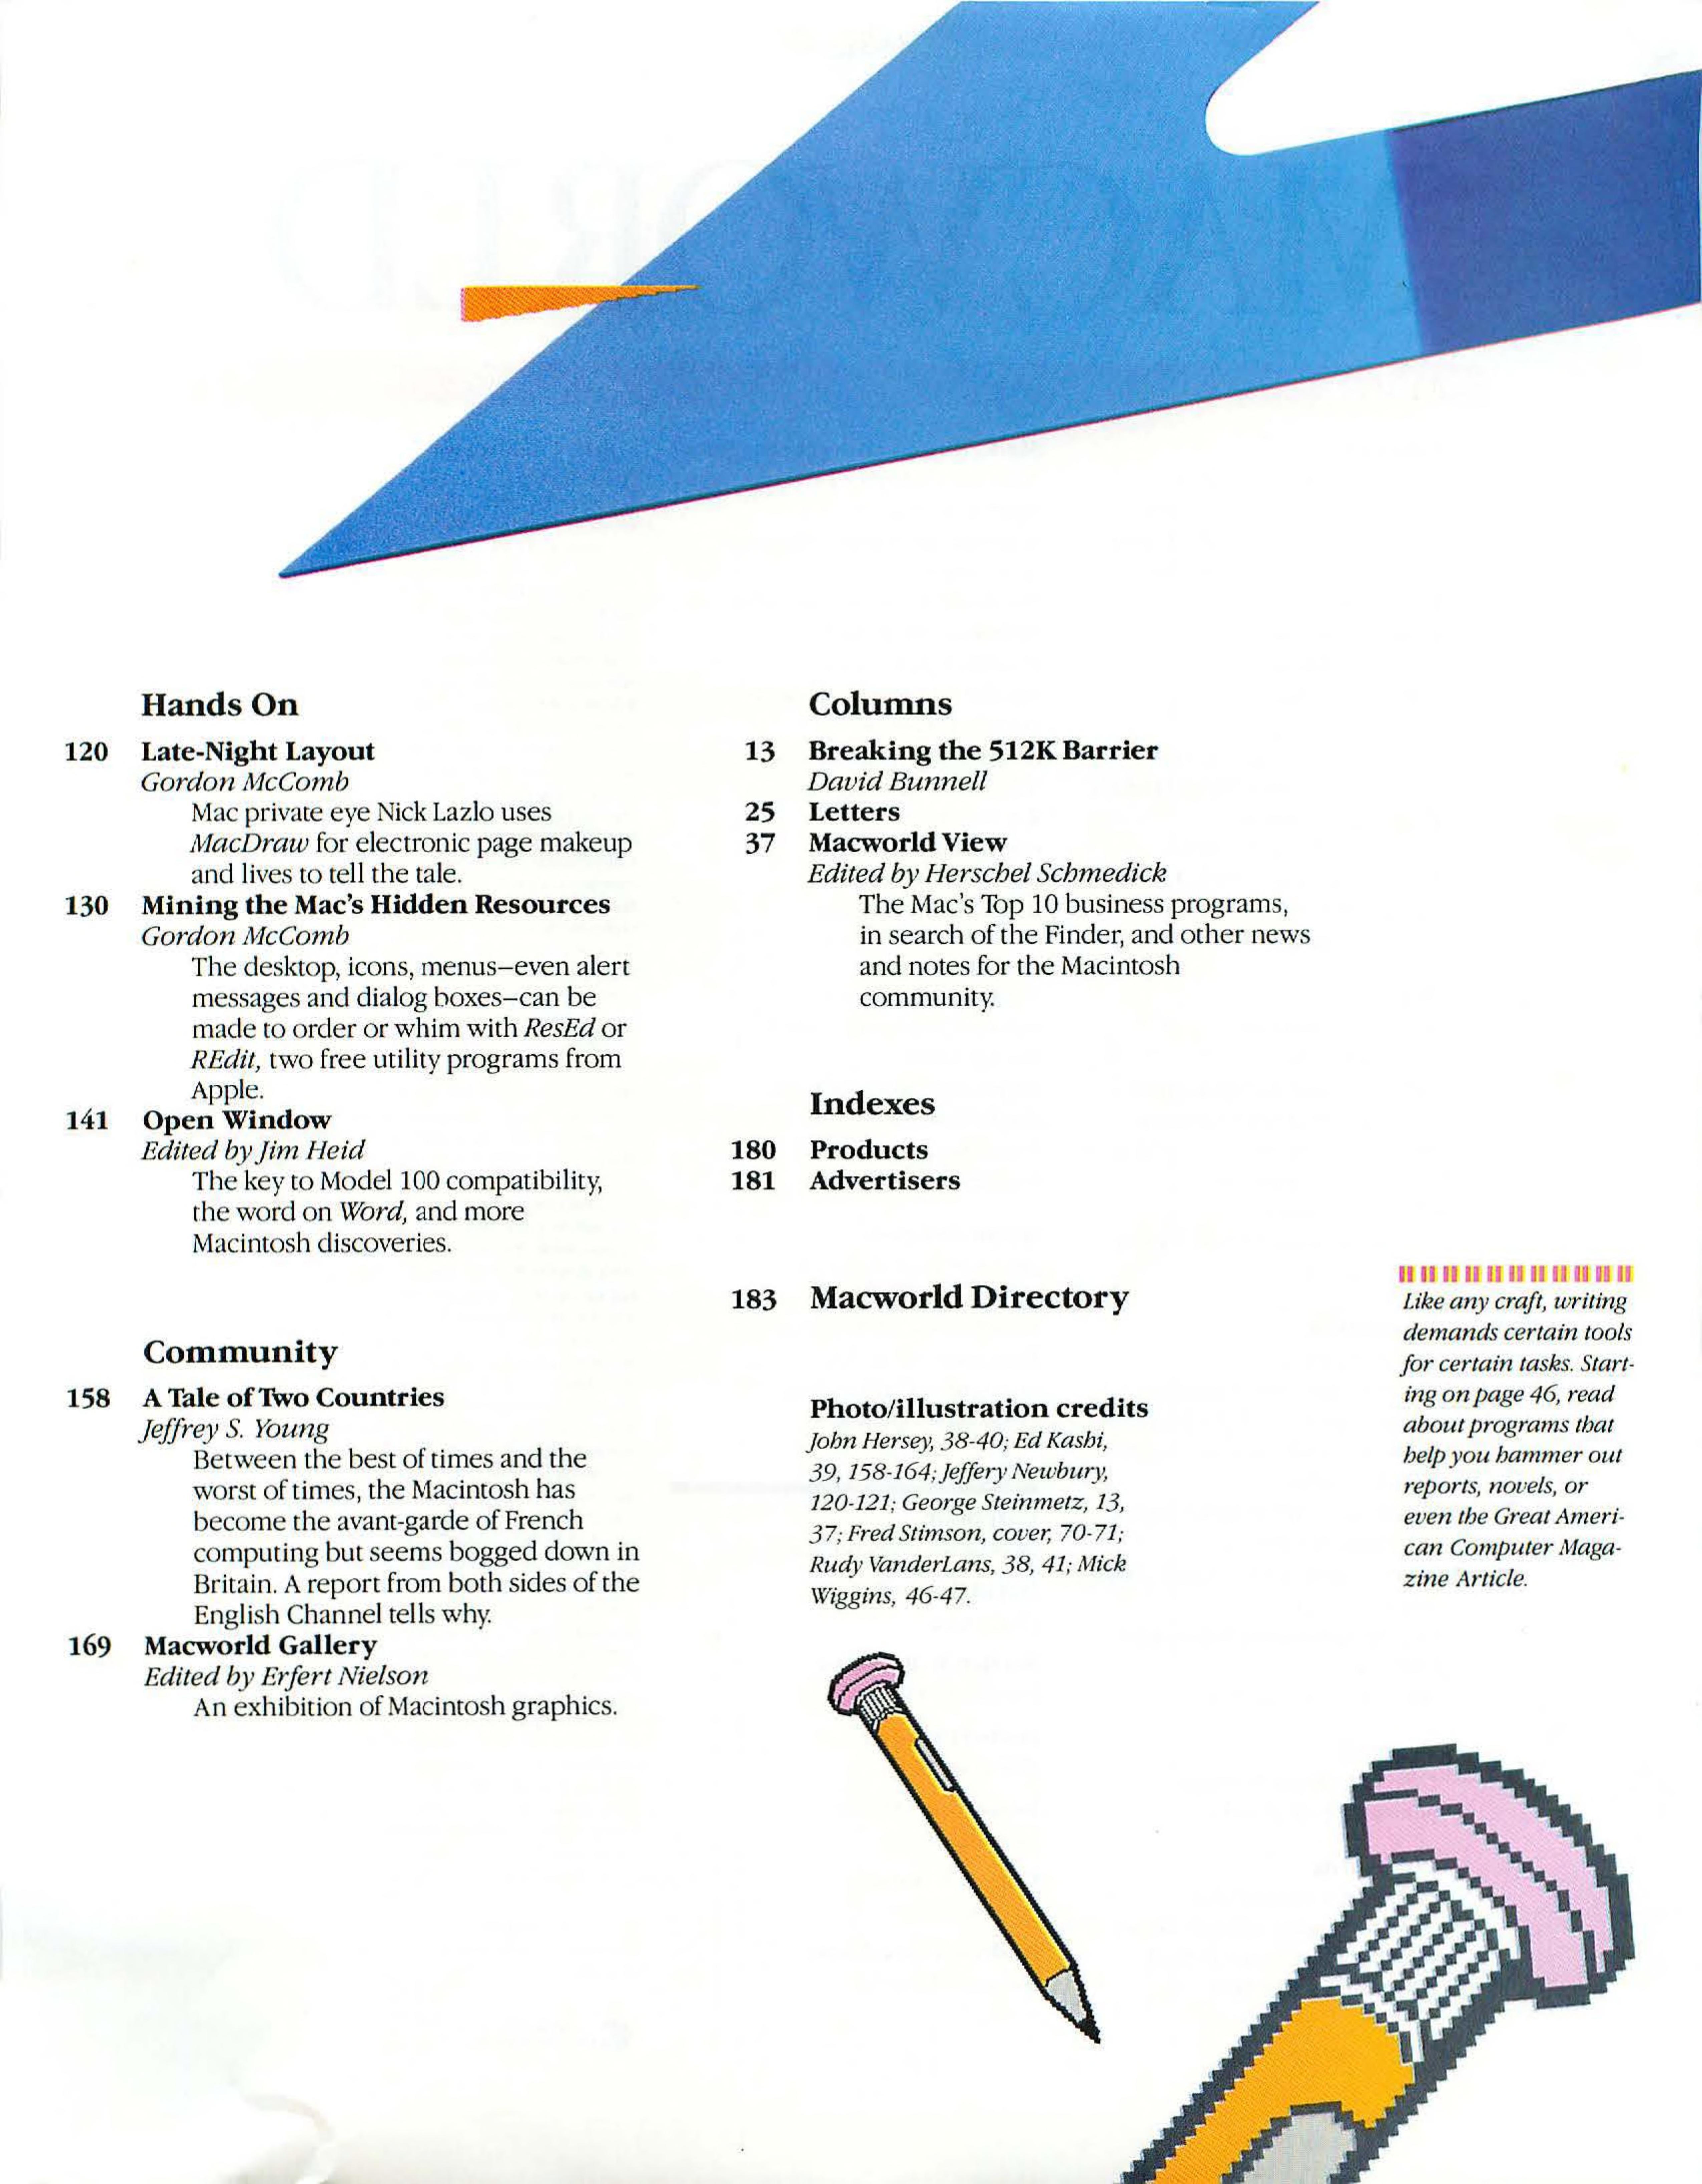 Hands On
120 Late-Night Layout
Gordon McComb
Mac private eye Nick Lazlo uses
MacDraw for electronic page makeup
and lives to tell the tale.
130 Mining the Mac's Hidden Resources
Gordon McComb
The desktop, icons, menus–even alert
messages and dialog boxes–can be
made to order or whim with ResEd or
REdit, two free utility programs from
Apple.
141 Open Window
Edited by Jim Heid
The key to Model 100 compatibility,
the word on Word, and more
Macintosh discoveries.
Community
158 A Tale of Two Countries
Jeffrey S. Young
Between the best of times and the
worst of times, the Macintosh has
become the avant-garde of French
computing but seems bogged down in
Britain. A report from both sides of the
English Channel tells why.
169 Macworld Gallery
Edited by Erfert Nielson
An exhibition of Macintosh graphics.
Columns
13 Breaking the 512K Barrier
David Bunnell
25 Letters
37 Macworld View
Edited by Herschel Schmedick
The Mac's Top 10 business programs,
in search of the Finder, and other news
and notes for the Macintosh
community.
Indexes
180 Products
181 Advertisers
183 Macworld Directory
Photo/illustration credits
John Hersey, 38-40; Ed Kashi,
39, 158-164; Jeffery Newbury,
120-121; George Steinmetz, 13,
37; Fred Stimson, cover, 70-71;
Rudy VanderLans, 38, 41; Mick
Wiggins, 46-47.
Like any craft, writing
demands certain tools
for certain tasks. Start-
ing on page 46, read
about programs that
help you hammer out
reports, novels, or
even the Great Ameri-
can Computer Maga-
zine Article.